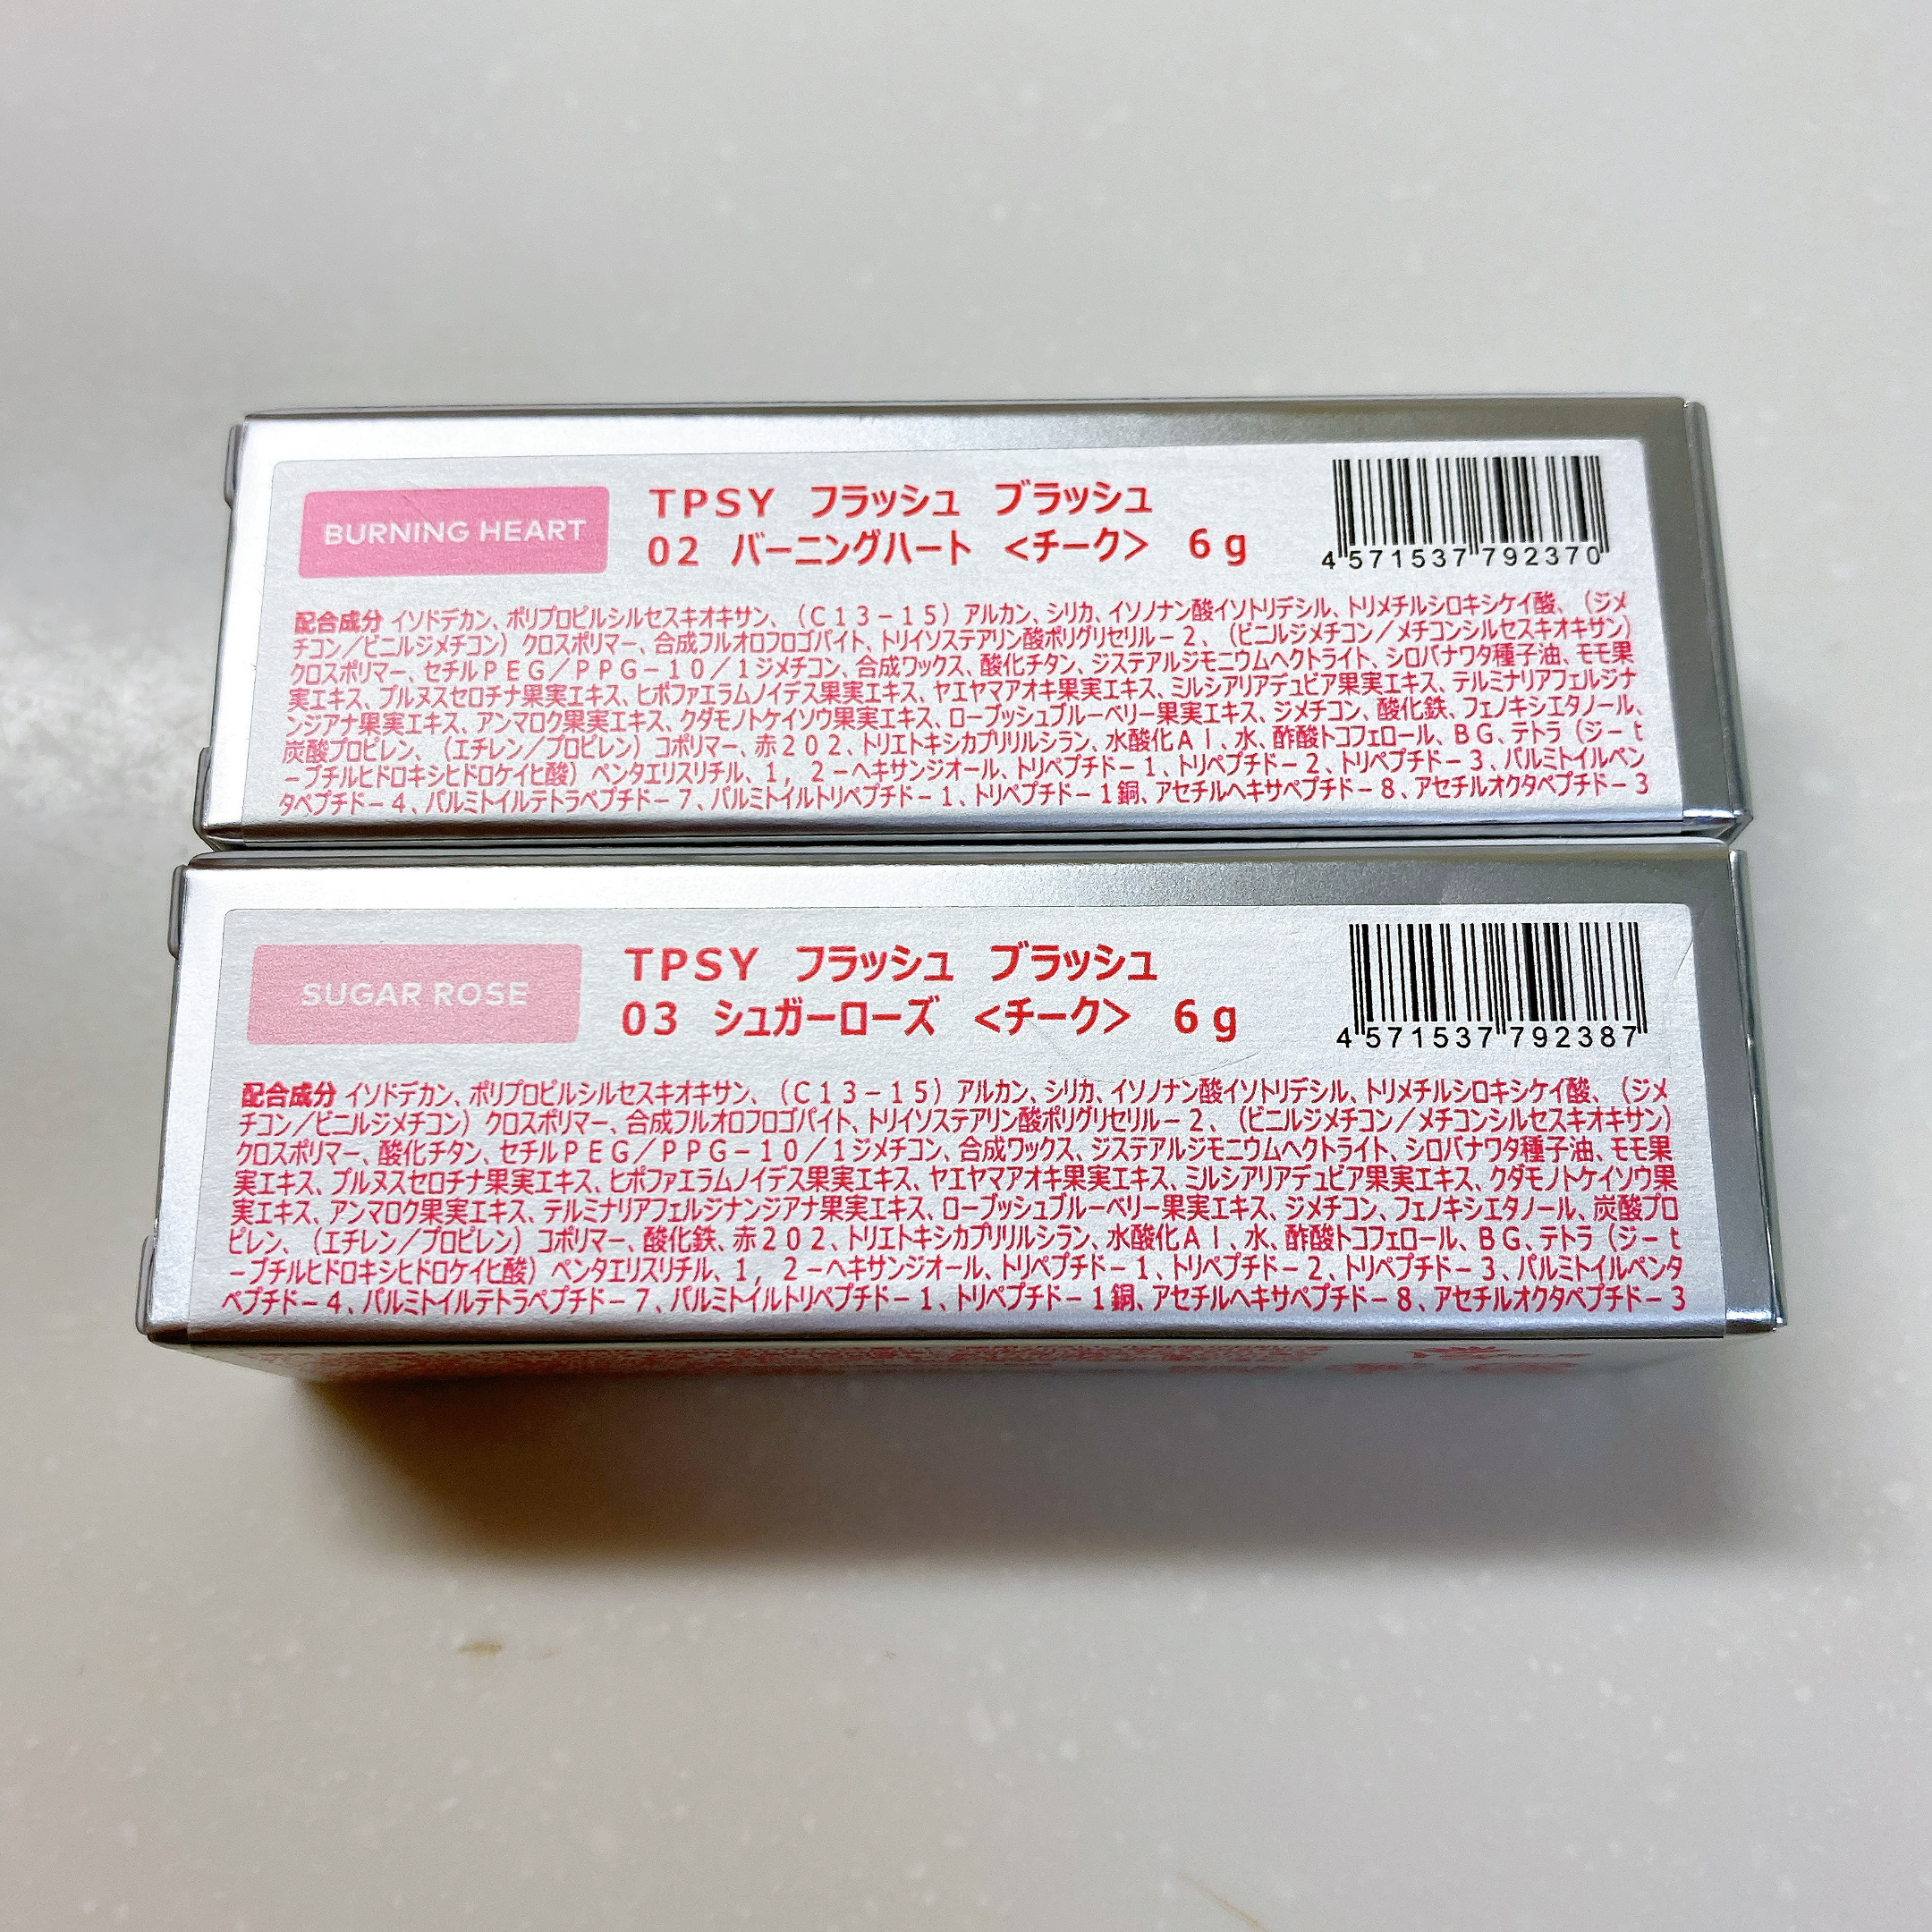 BURNING HEART
TPSY フラッシュ ブラッシュ
02 バーニングハート <チーク> 6g
4 571537 792370
配合成分 イソドデカン、ポリプロピルシルセスキオキサン、(C13-15)アルカン、シリカ、イソノナン酸イソトリデシル、トリメチルシロキシケイ酸、(ジメ
チコン/ビニルジメチコン)クロスポリマー、合成フルオロフロゴパイト、トリイソステアリン酸ポリグリセリル-2、(ビニルジメチコン/メチコンシルセスキオキサン)
クロスポリマー、セチルPEG/PPG-10/1ジメチコン、合成ワックス、酸化チタン、ジステアルジモニウムヘクトライト、シロバナワタ種子油、モモ果
実エキス、プルヌスセロチナ果実エキス、ヒポファエラムノイデス果実エキス、ヤエヤマアオキ果実エキス、ミルシアリアデュビア果実エキス、テルミナリアフェルジナ
ンジアナ果実エキス、アンマロク果実エキス、クダモノトケイソウ果実エキス、ローブッシュブルーベリー果実エキス、ジメチコン、酸化鉄、フェノキシエタノール、
炭酸プロピレン、(エチレン/プロピレン)コポリマー、赤202、トリエトキシカプリリルシラン、水酸化Al、水、酢酸トコフェロール、BG、テトラ(ジ-t
-ブチルヒドロキシヒドロケイヒ酸)ペンタエリスリチル、1,2-ヘキサンジオール、トリペプチド-1、トリペプチド-2、トリペプチド-3、パルミトイルペン
タペプチド-4、パルミトイルテトラペプチド-7、パルミトイルトリペプチド-1、トリペプチド-1銅、アセチルヘキサペプチド-8、アセチルオクタペプチド-3
SUGAR ROSE
TPSY フラッシュ ブラッシュ
03 シュガーローズ <チーク> 6g
4 571537 792387
配合成分 イソドデカン、ポリプロピルシルセスキオキサン、(C13-15)アルカン、シリカ、イソノナン酸イソトリデシル、トリメチルシロキシケイ酸、(ジメ
チコン/ビニルジメチコン)クロスポリマー、合成フルオロフロゴパイト、トリイソステアリン酸ポリグリセリル-2、(ビニルジメチコン/メチコンシルセスキオキサン)
クロスポリマー、酸化チタン、セチルPEG/PPG-10/1ジメチコン、合成ワックス、ジステアルジモニウムヘクトライト、シロバナワタ種子油、モモ果
実エキス、プルヌスセロチナ果実エキス、ヒポファエラムノイデス果実エキス、ヤエヤマアオキ果実エキス、ミルシアリアデュビア果実エキス、クダモノトケイソウ果
実エキス、アンマロク果実エキス、テルミナリアフェルジナンジアナ果実エキス、ローブッシュブルーベリー果実エキス、ジメチコン、フェノキシエタノール、炭酸プロ
ピレン、(エチレン/プロピレン)コポリマー、酸化鉄、赤202、トリエトキシカプリリルシラン、水酸化Al、水、酢酸トコフェロール、BG、テトラ(ジ-t
-ブチルヒドロキシヒドロケイヒ酸)ペンタエリスリチル、1,2-ヘキサンジオール、トリペプチド-1、トリペプチド-2、トリペプチド-3、パルミトイルペンタ
ペプチド-4、パルミトイルテトラペプチド-7、パルミトイルトリペプチド-1、トリペプチド-1銅、アセチルヘキサペプチド-8、アセチルオクタペプチド-3